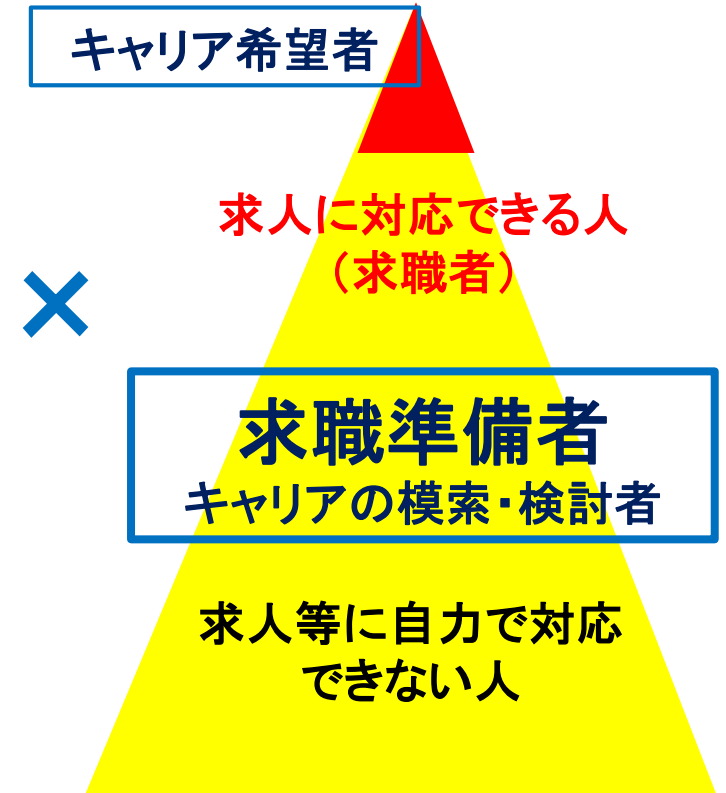 キャリア希望者
求人に対応できる人
（求職者）
×
求職準備者
キャリアの模索・検討者
求人等に自力で対応
できない人